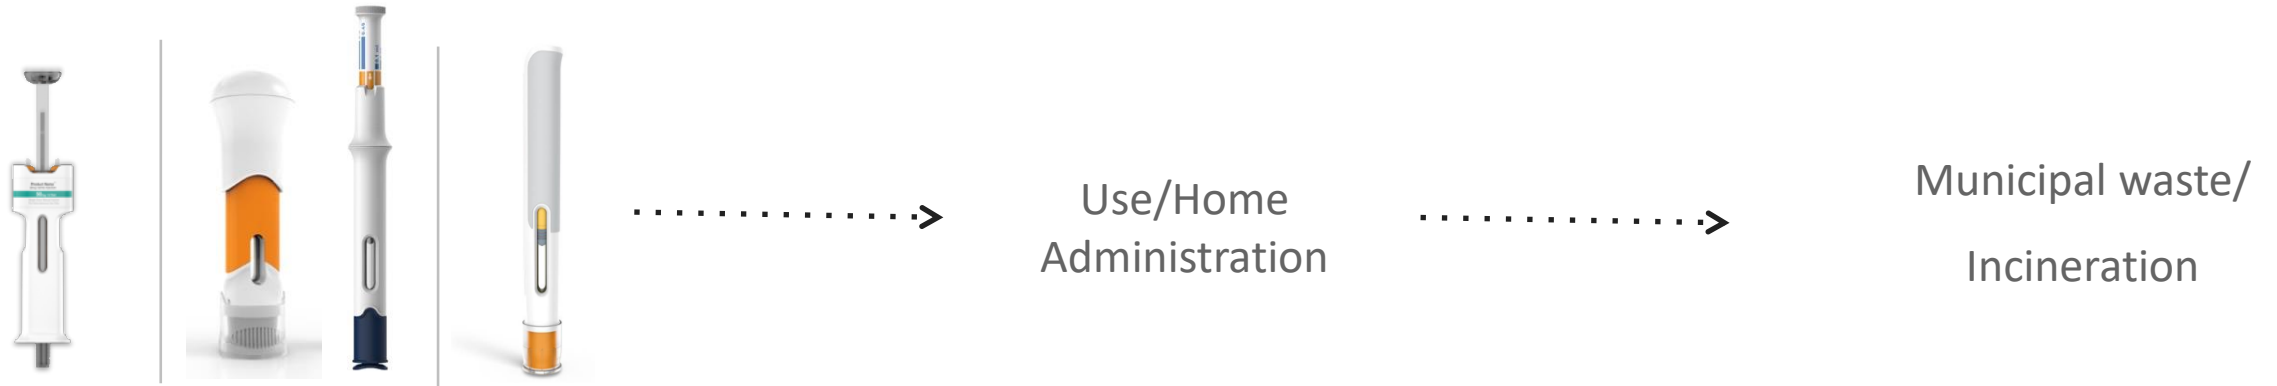 Use/Home
Administration
Municipal waste/
Incineration